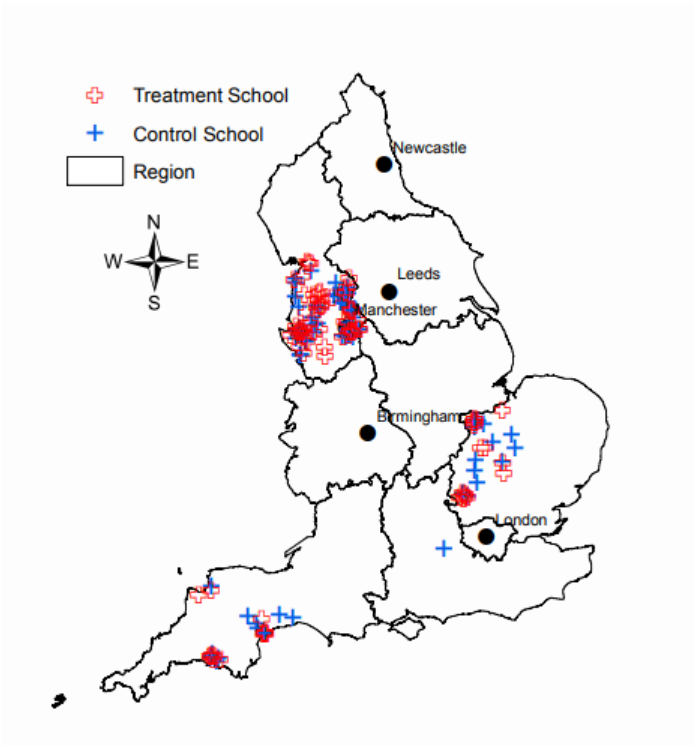 Treatment School
Control School
Region
N
W E
S
Newcastle
Leeds
Manchester
Birmingham
London